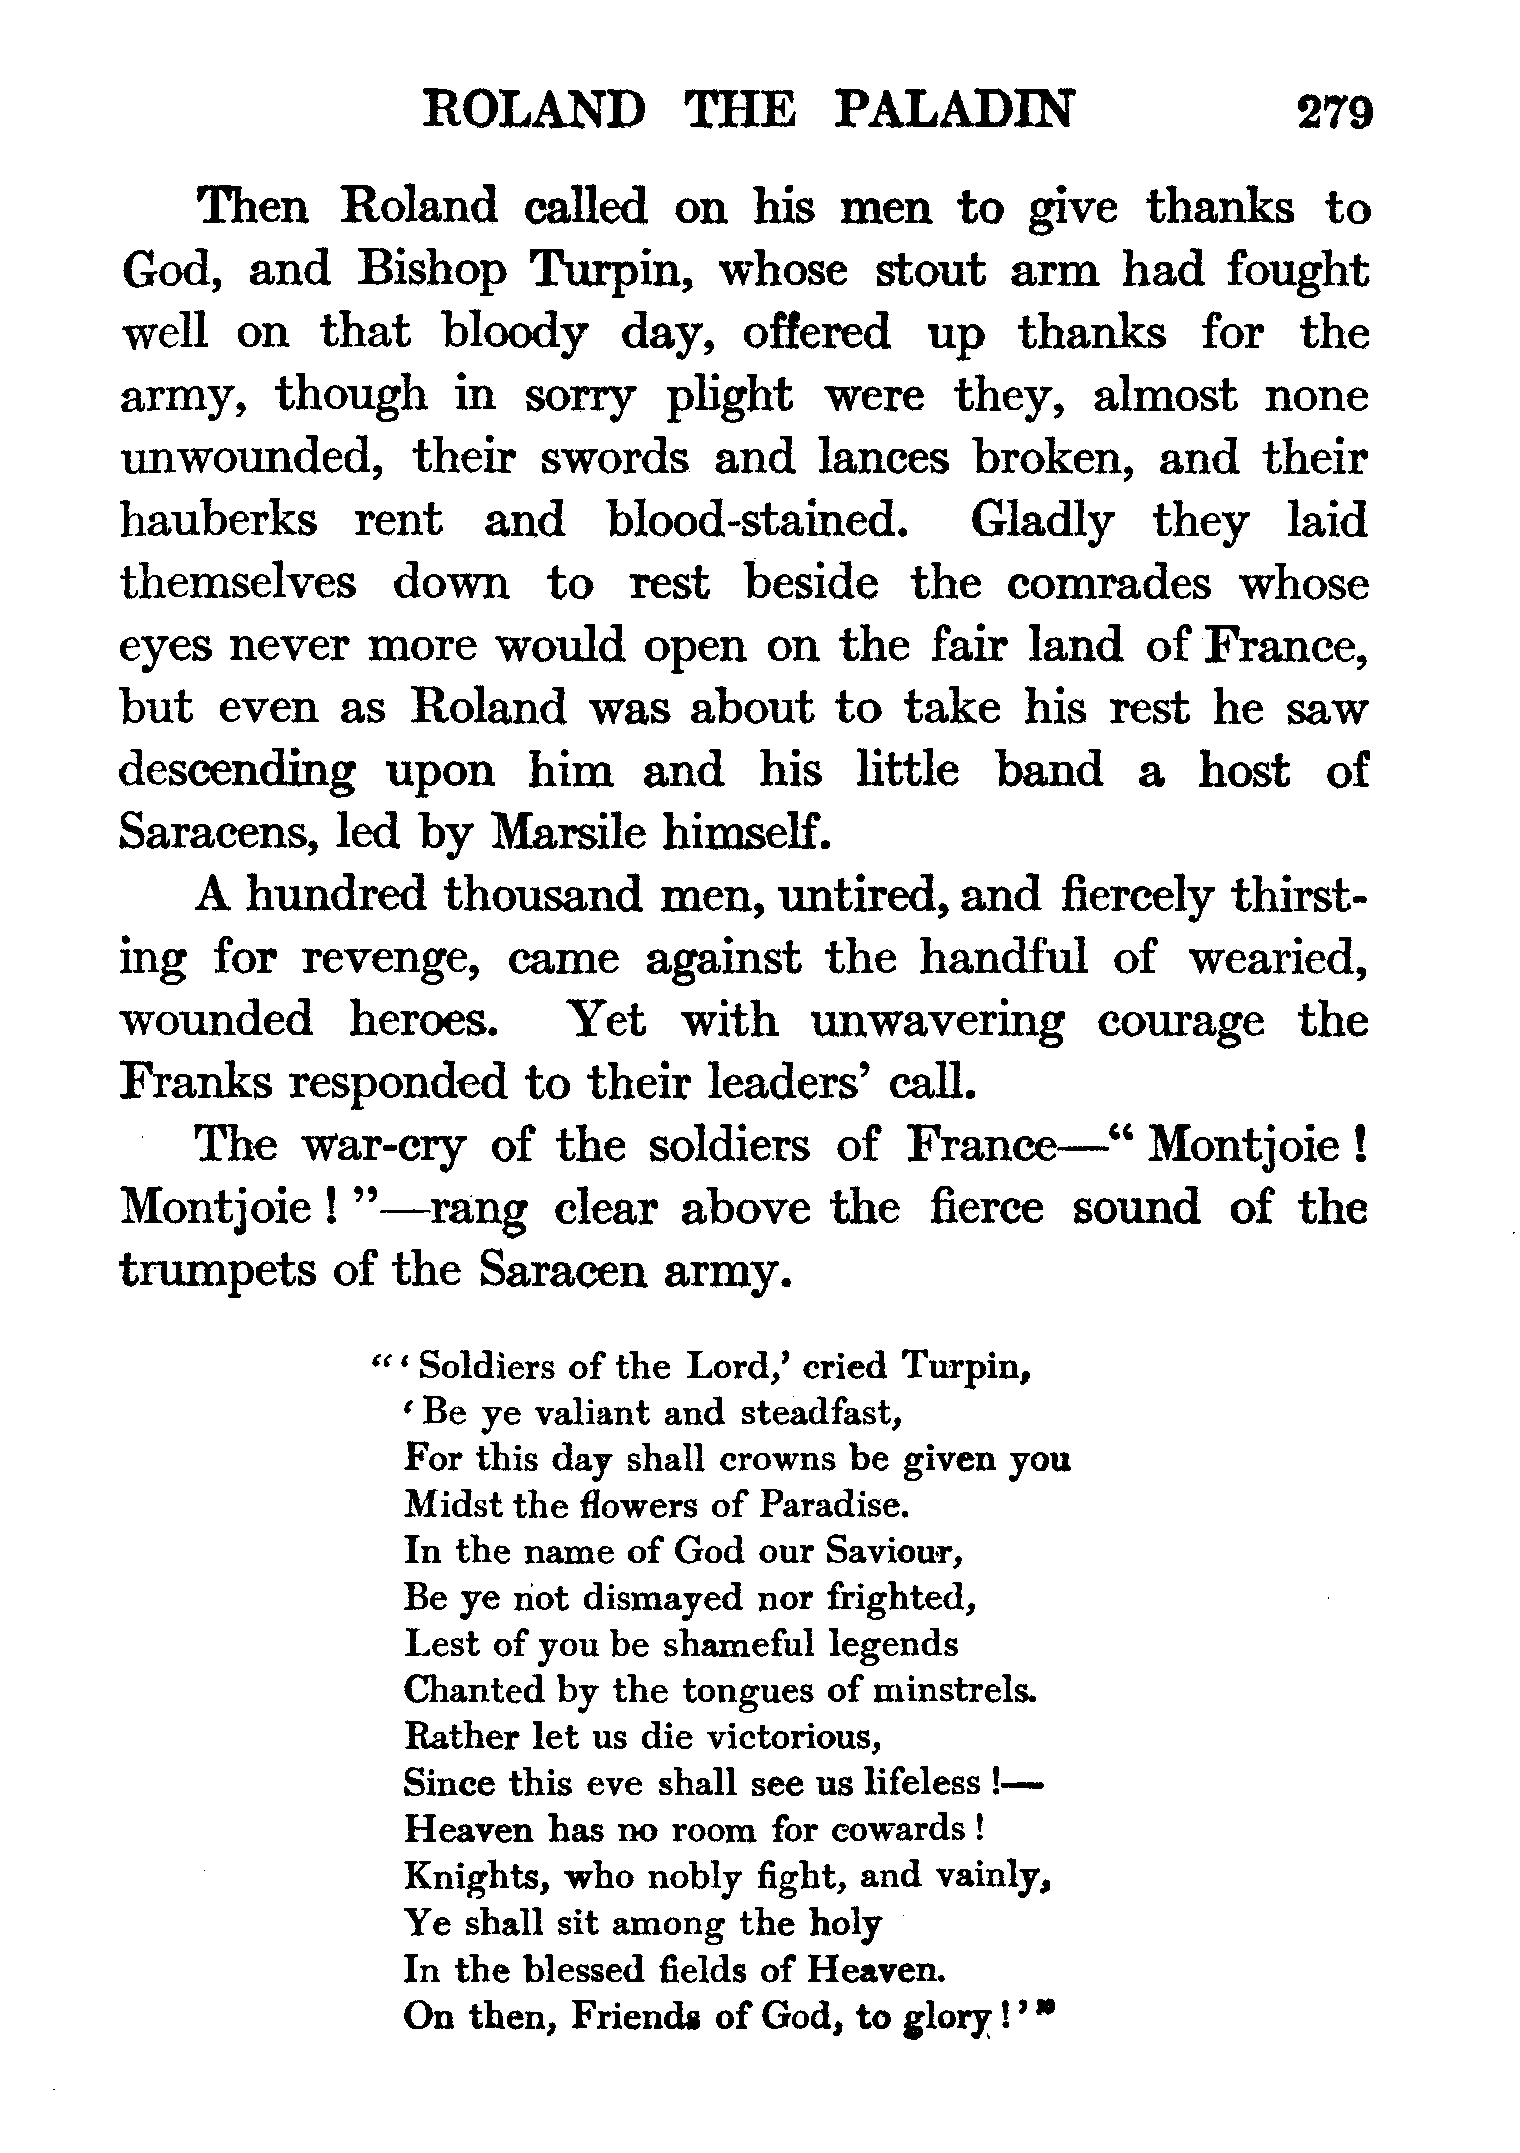 ROLAND THE PALADIN 279
Then Roland called on his men to give thanks to
God, and Bishop Turpin, whose stout arm had fought
well on that bloody day, offered up thanks for the
army, though in sorry plight were they, almost none
unwounded, their swords and lances broken, and their
hauberks rent and blood-stained. Gladly they laid
themselves down to rest beside the comrades whose
eyes never more would open on the fair land of France,
but even as Roland was about to take his rest he saw
descending upon him and his little band a host of
Saracens, led by Marsile himself.
A hundred thousand men, untired, and fiercely thirst-
ing for revenge, came against the handful of wearied,
wounded heroes. Yet with unwavering courage the
Franks responded to their leaders’ call.
The war-cry of the soldiers of France—“ Montjoie !
Montjoie ! ”—rang clear above the fierce sound of the
trumpets of the Saracen army.
“ ‘ Soldiers of the Lord,’ cried Turpin,
‘ Be ye valiant and steadfast,
For this day shall crowns be given you
Midst the flowers of Paradise.
In the name of God our Saviour,
Be ye not dismayed nor frighted,
Lest of you be shameful legends
Chanted by the tongues of minstrels.
Rather let us die victorious,
Since this eve shall see us lifeless !—
Heaven has no room for cowards !
Knights, who nobly fight, and vainly,
Ye shall sit among the holy
In the blessed fields of Heaven.
On then, Friends of God, to glory ! ’ ”